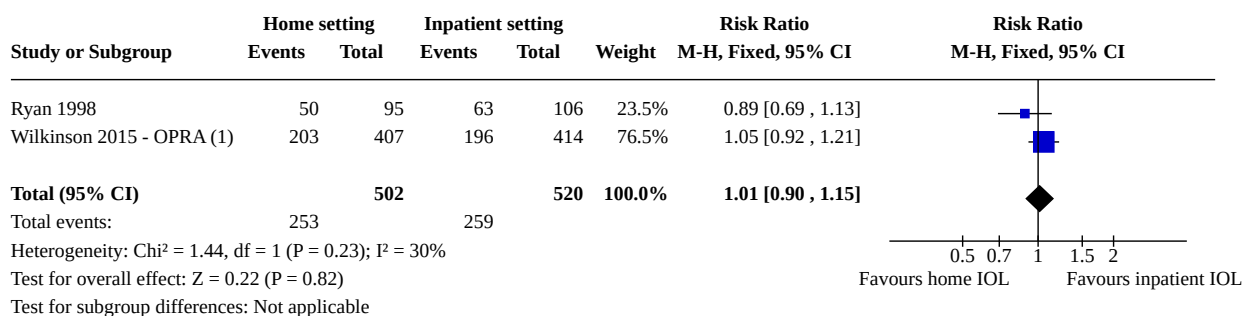 Home setting Inpatient setting Risk Ratio Risk Ratio
Study or Subgroup Events Total Events Total Weight M-H, Fixed, 95% CI M-H, Fixed, 95% CI
Ryan 1998 50 95 63 106 23.5% 0.89 [0.69 , 1.13]
Wilkinson 2015 - OPRA (1) 203 407 196 414 76.5% 1.05 [0.92 , 1.21]
Total (95% CI) 502 520 100.0% 1.01 [0.90 , 1.15]
Total events: 253 259
Heterogeneity: Chi² = 1.44, df = 1 (P = 0.23); I² = 30%
0.5 0.7 1 1.5 2
Test for overall effect: Z = 0.22 (P = 0.82) Favours home IOL Favours inpatient IOL
Test for subgroup differences: Not applicable